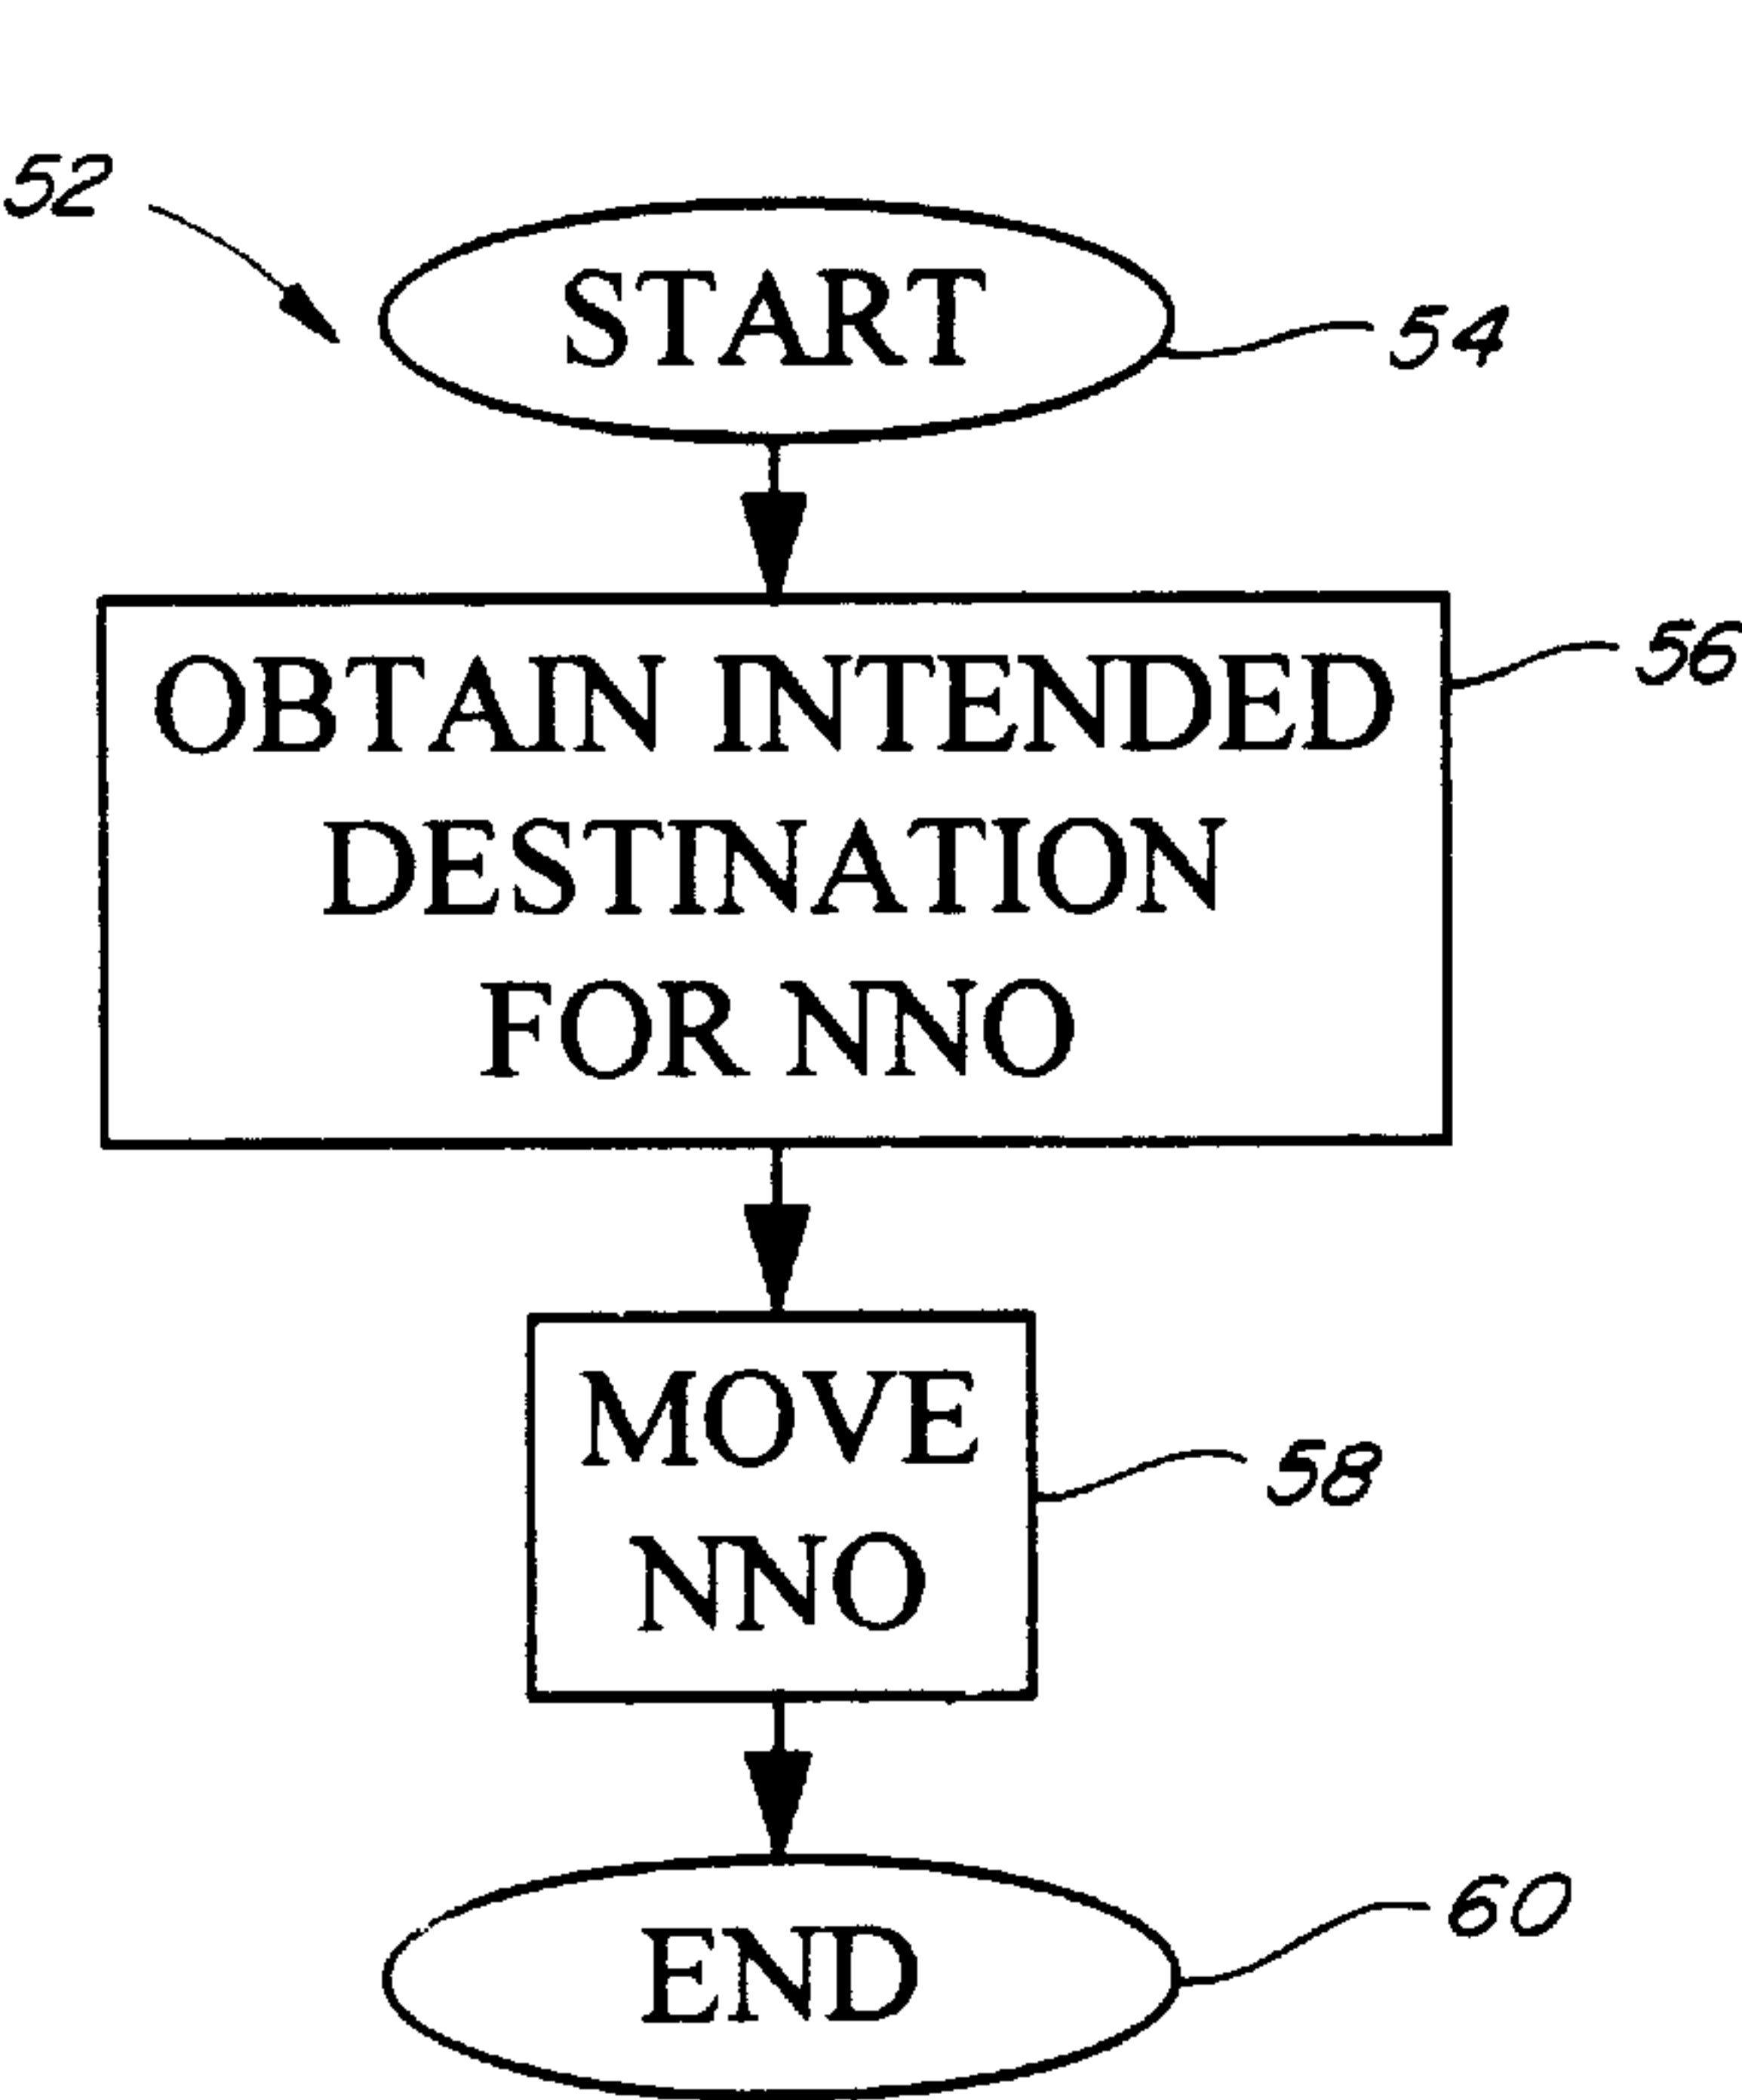 52
START
54
OBTAIN INTENDED
56
DESTINATION
FOR NNO
MOVE
58
NNO
END
60